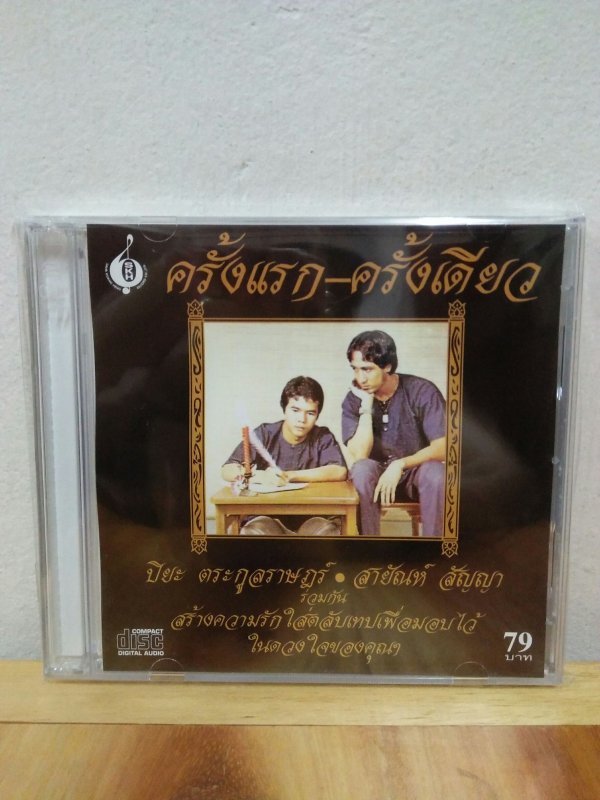 SKH
ครั้งแรก-ครั้งเดียว
ปิยะ ตระกูลราษฎร์ • สายัณห์ สัญญา
ร่วมกัน
สร้างความรักใส่ตลับเทปเพื่อมอบไว้
ในดวงใจของคุณๆ
COMPACT
disc
DIGITAL AUDIO
79
บาท